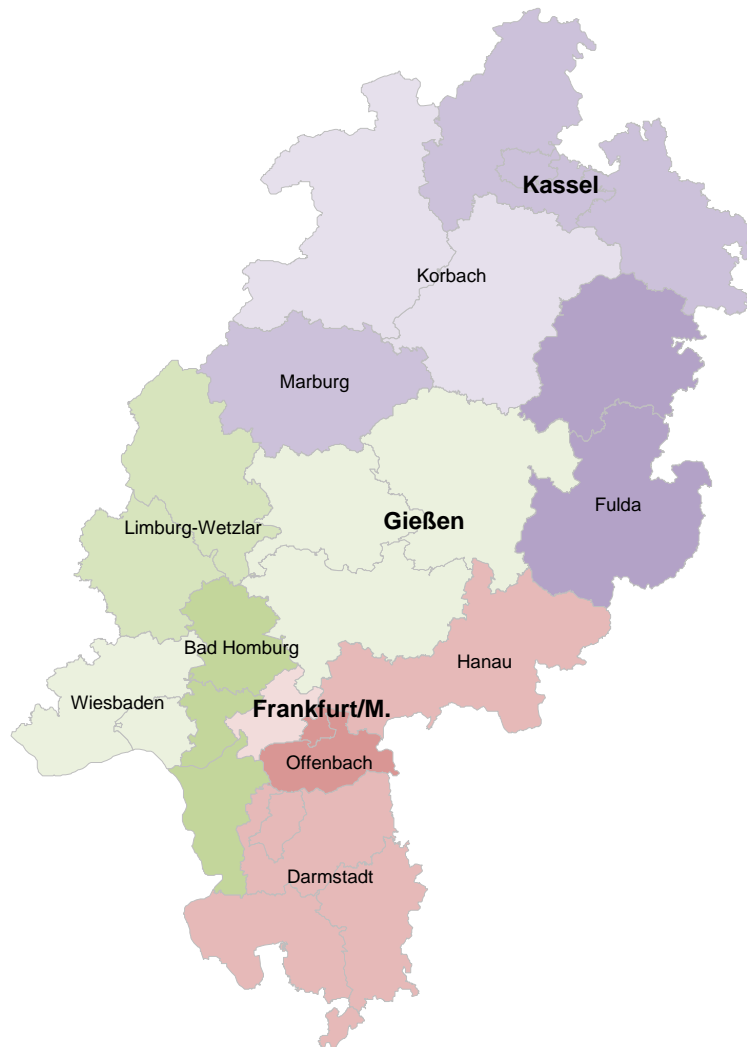 Kassel
Korbach
Marburg
Fulda
Gießen
Limburg-Wetzlar
Bad Homburg
Hanau
Wiesbaden
Frankfurt/M.
Offenbach
Darmstadt